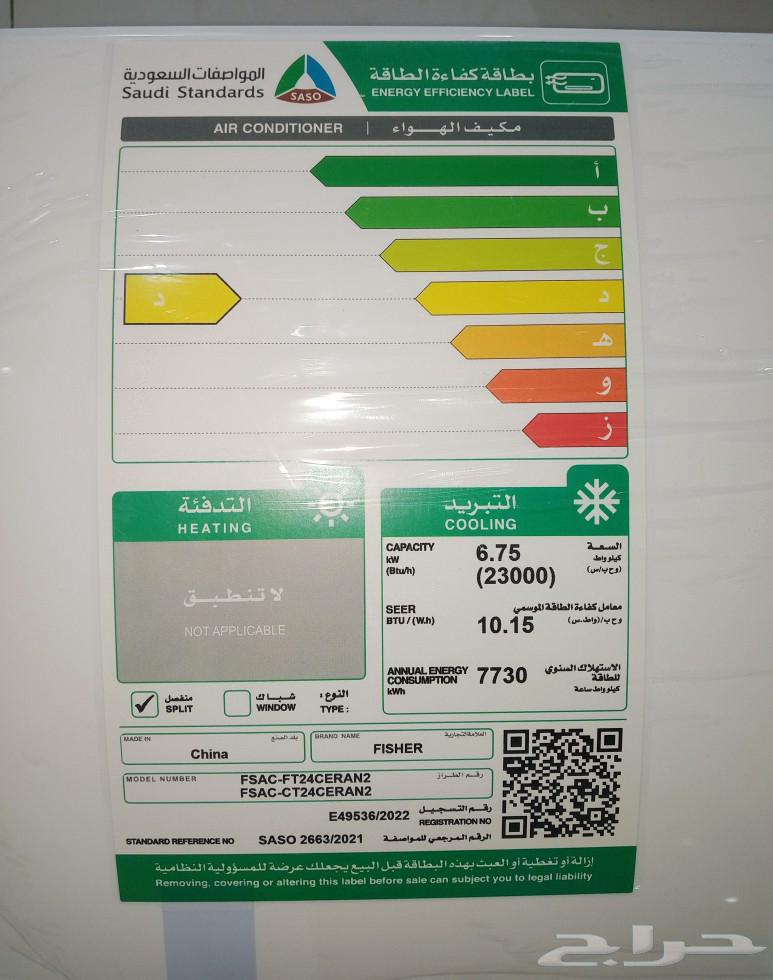 المواصفات السعودية
Saudi Standards
SASO
بطاقة كفاءة الطاقة
ENERGY EFFICIENCY LABEL
AIR CONDITIONER | مكيف الهـواء
أ
ب
ج
د
د
هـ
و
ز
التدفئة
HEATING
لا تنطبق
NOT APPLICABLE
التبريد
COOLING
CAPACITY 6.75 السعة
kW كيلو واط
(Btu/h) (23000) (وح ب/س)
SEER معامل كفاءة الطاقة الموسمي
BTU / (W.h) 10.15 وح ب/(واط.س)
ANNUAL ENERGY CONSUMPTION 7730 الاستهلاك السنوي للطاقة
kWh كيلو واط ساعة
منفصل شباك النوع:
SPLIT WINDOW TYPE:
MADE IN بلد الصنع
China
BRAND NAME العلامة التجارية
FISHER
MODEL NUMBER FSAC-FT24CERAN2 رقم الطراز
FSAC-CT24CERAN2
E49536/2022 رقم التسجيل
REGISTRATION NO
STANDARD REFERENCE NO SASO 2663/2021 الرقم المرجعي للمواصفة
إزالة أو تغطية أو العبث بهذه البطاقة قبل البيع يجعلك عرضة للمسؤولية النظامية
Removing, covering or altering this label before sale can subject you to legal liability
حراج